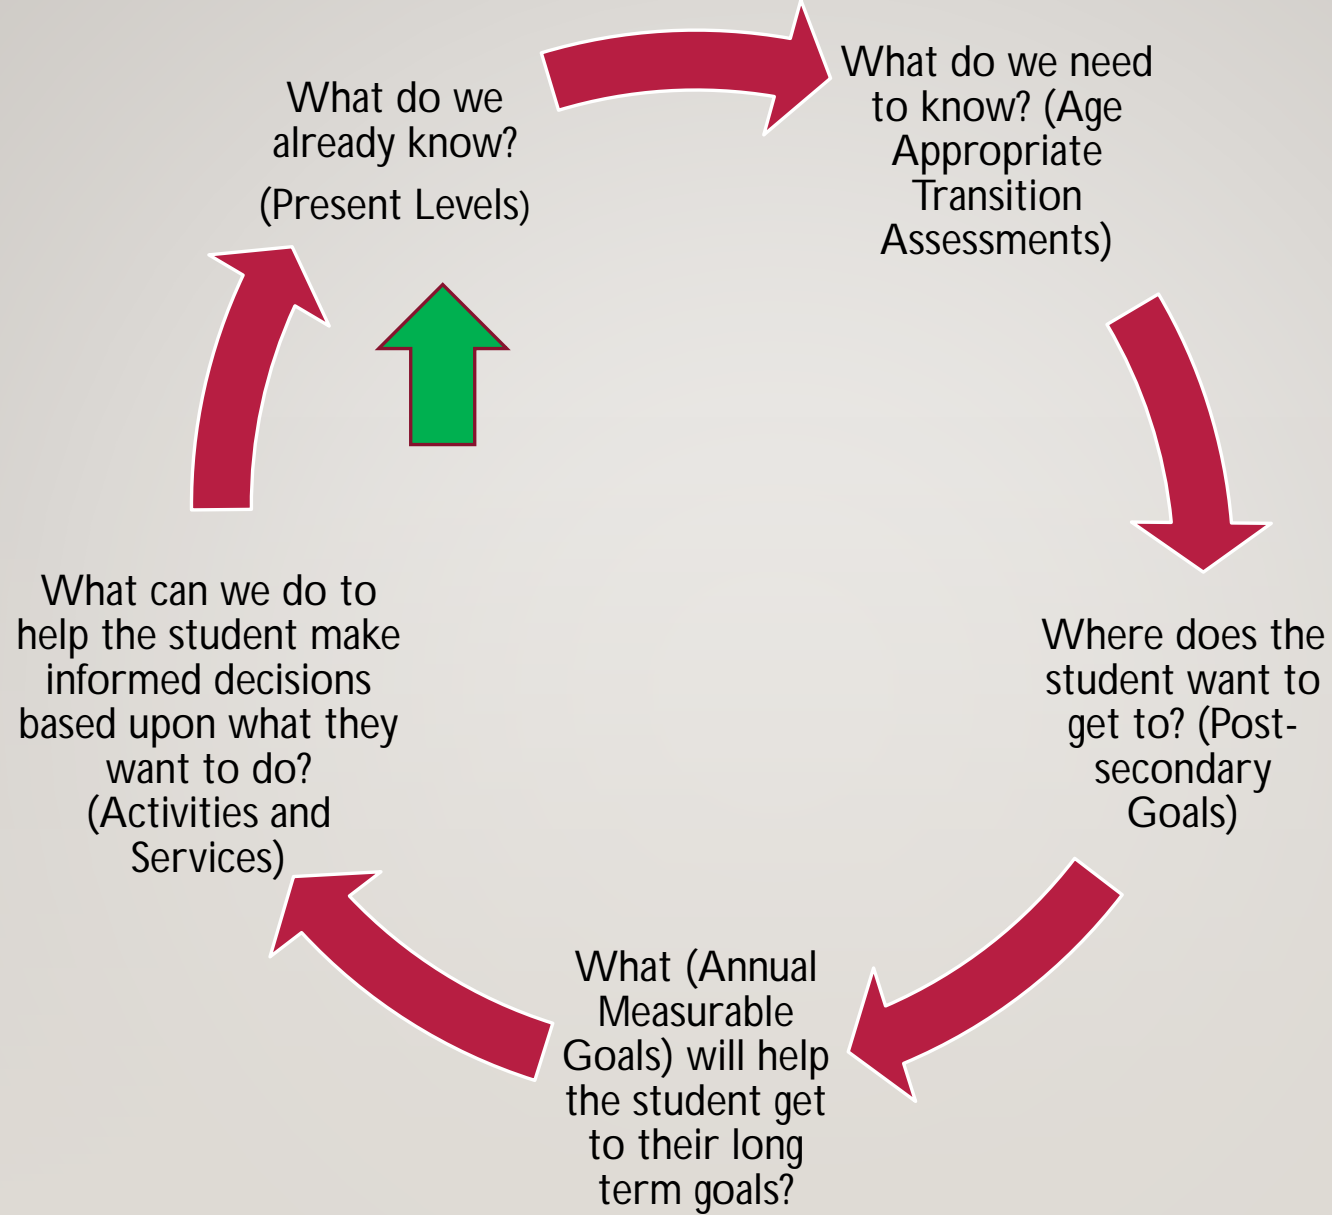 What do we
already know?
(Present Levels)
What do we need
to know? (Age
Appropriate
Transition
Assessments)
Where does the
student want to
get to? (Post-
secondary
Goals)
What (Annual
Measurable
Goals) will help
the student get
to their long
term goals?
What can we do to
help the student make
informed decisions
based upon what they
want to do?
(Activities and
Services)